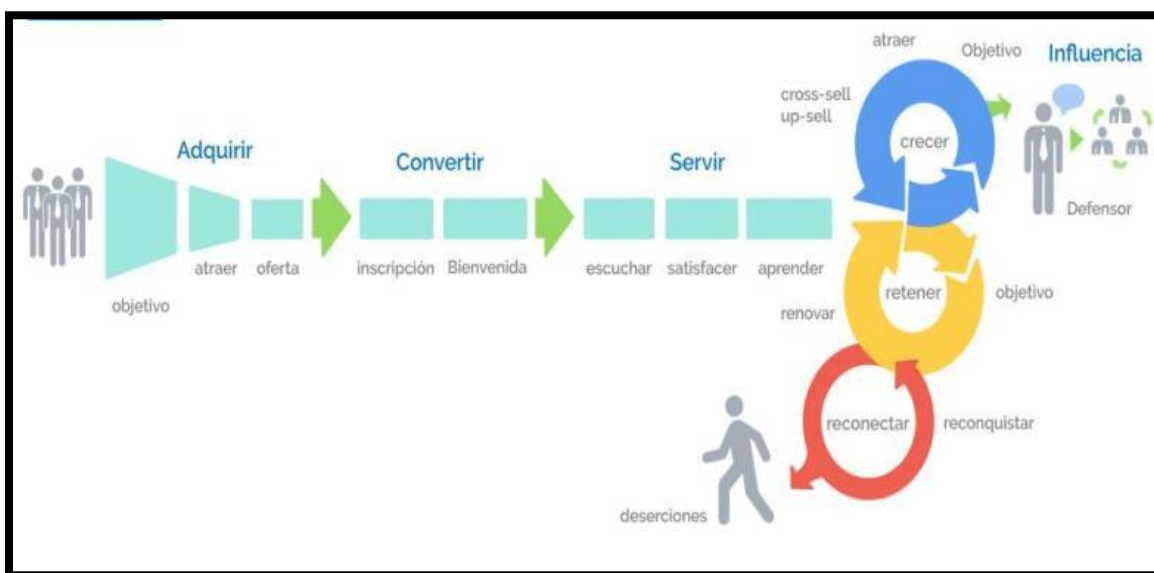 Adquirir
objetivo
atraer
oferta
Convertir
inscripción
Bienvenida
Servir
escuchar
satisfacer
aprender
atraer
Objetivo
Influencia
cross-sell
up-sell
crecer
Defensor
retener
objetivo
renovar
reconectar
reconquistar
deserciones